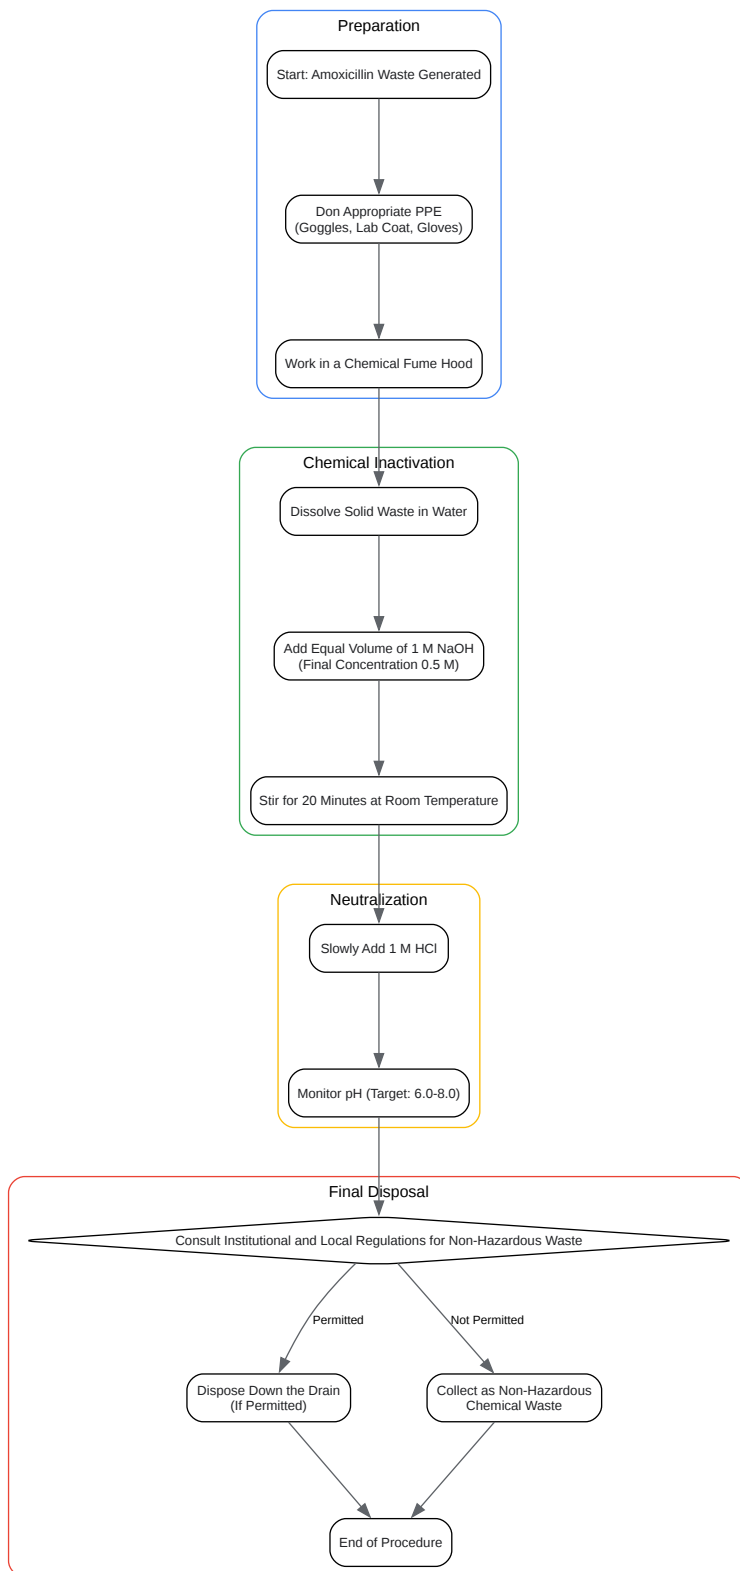 Preparation
Start: Amoxicillin Waste Generated
Don Appropriate PPE
(Goggles, Lab Coat, Gloves)
Work in a Chemical Fume Hood
Chemical Inactivation
Dissolve Solid Waste in Water
Add Equal Volume of 1 M NaOH
(Final Concentration 0.5 M)
Stir for 20 Minutes at Room Temperature
Neutralization
Slowly Add 1 M HCl
Monitor pH (Target: 6.0-8.0)
Final Disposal
Consult Institutional and Local Regulations for Non-Hazardous Waste
Permitted
Not Permitted
Dispose Down the Drain
(If Permitted)
Collect as Non-Hazardous
Chemical Waste
End of Procedure